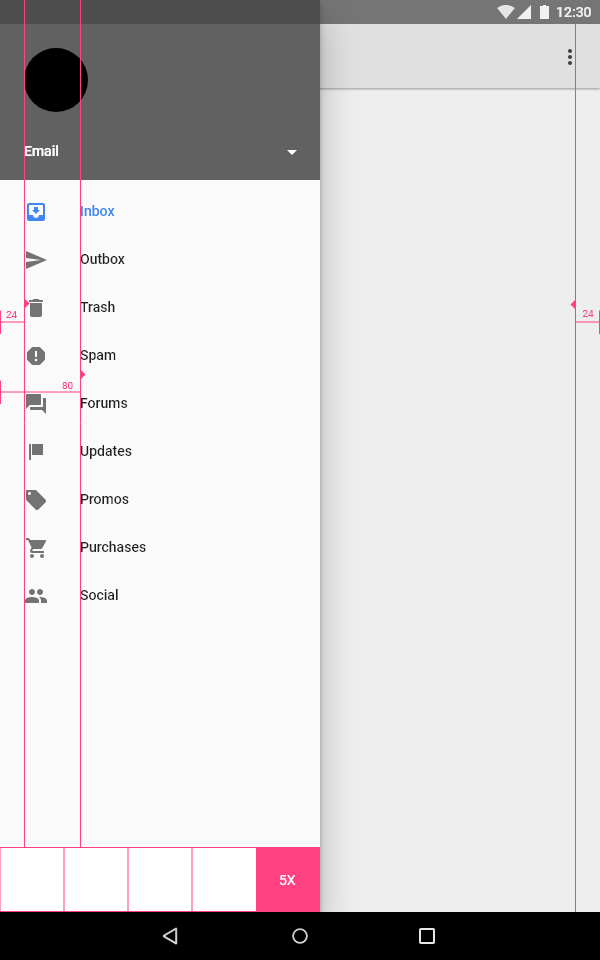 12:30
Email
Inbox
Outbox
Trash
24
24
Spam
80
Forums
Updates
Promos
Purchases
Social
5X